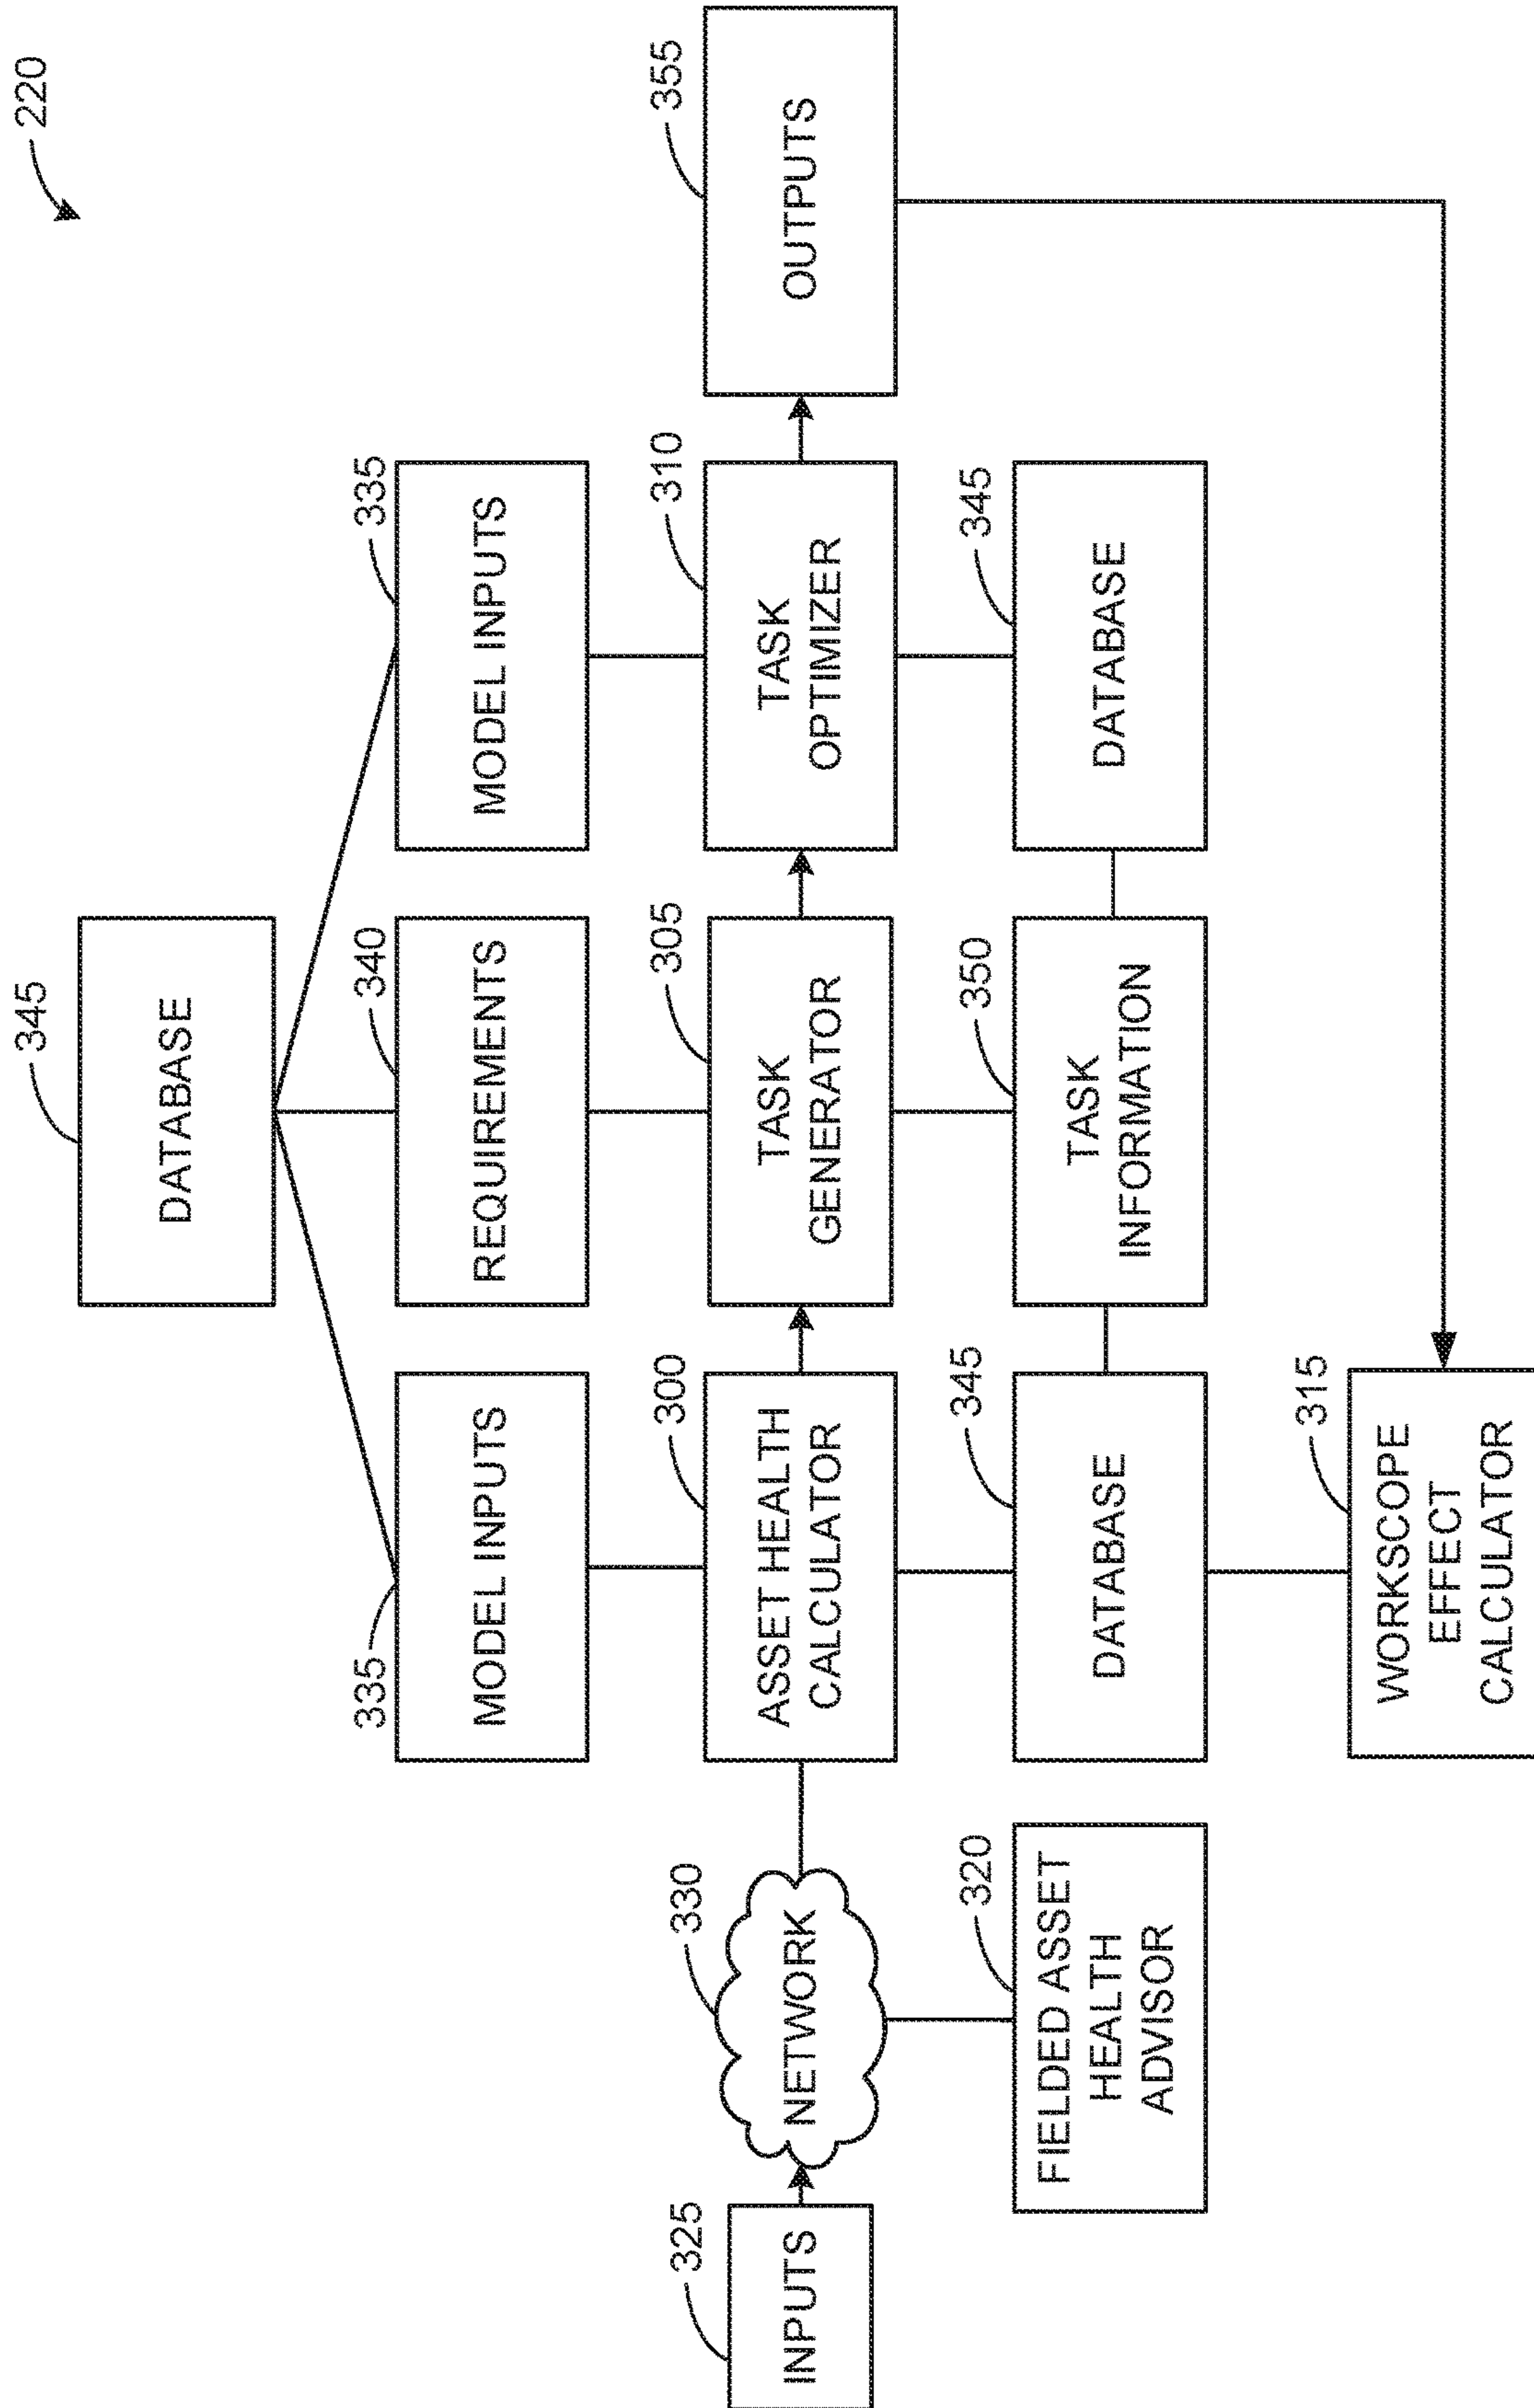 220
345
DATABASE
335
MODEL INPUTS
340
REQUIREMENTS
335
MODEL INPUTS
325
INPUTS
330
NETWORK
300
ASSET HEALTH
CALCULATOR
305
TASK
GENERATOR
310
TASK
OPTIMIZER
355
OUTPUTS
320
FIELDED ASSET
HEALTH
ADVISOR
345
DATABASE
350
TASK
INFORMATION
345
DATABASE
315
WORKSCOPE
EFFECT
CALCULATOR